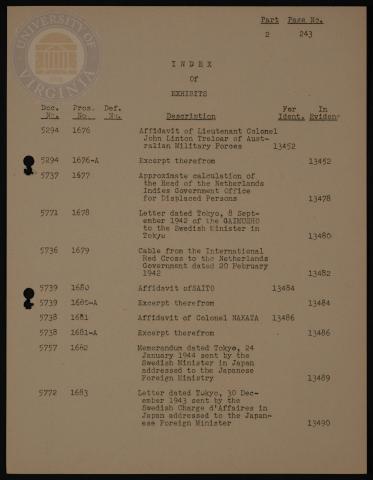 UNIVERSITY OF VIRGINIA
Part Page No.
2 243
INDEX
Of
EXHIBITS
Doc. Pros. Def. For In
No. No. No. Description Ident. Evidence
5294 1676 Affidavit of Lieutenant Colonel
John Linton Treloar of Aust-
ralian Military Forces 13452
5294 1676-A Excerpt therefrom 13452
5737 1677 Approximate calculation of
the Head of the Netherlands
Indies Government Office
for Displaced Persons 13478
5771 1678 Letter dated Tokyo, 8 Sept-
ember 1942 of the GAIMUSHO
to the Swedish Minister in
Tokyo 13480
5736 1679 Cable from the International
Red Cross to the Netherlands
Government dated 20 February
1942 13482
5739 1680 Affidavit ofSAITO 13484
5739 1680-A Excerpt therefrom 13484
5738 1681 Affidavit of Colonel NAKATA 13486
5738 1681-A Excerpt therefrom 13486
5757 1682 Memorandum dated Tokyo, 24
January 1944 sent by the
Swedish Minister in Japan
addressed to the Japanese
Foreign Ministry 13489
5772 1683 Letter dated Tokyo, 30 Dec-
ember 1943 sent by the
Swedish Charge d'Affaires in
Japan addressed to the Japan-
ese Foreign Minister 13490